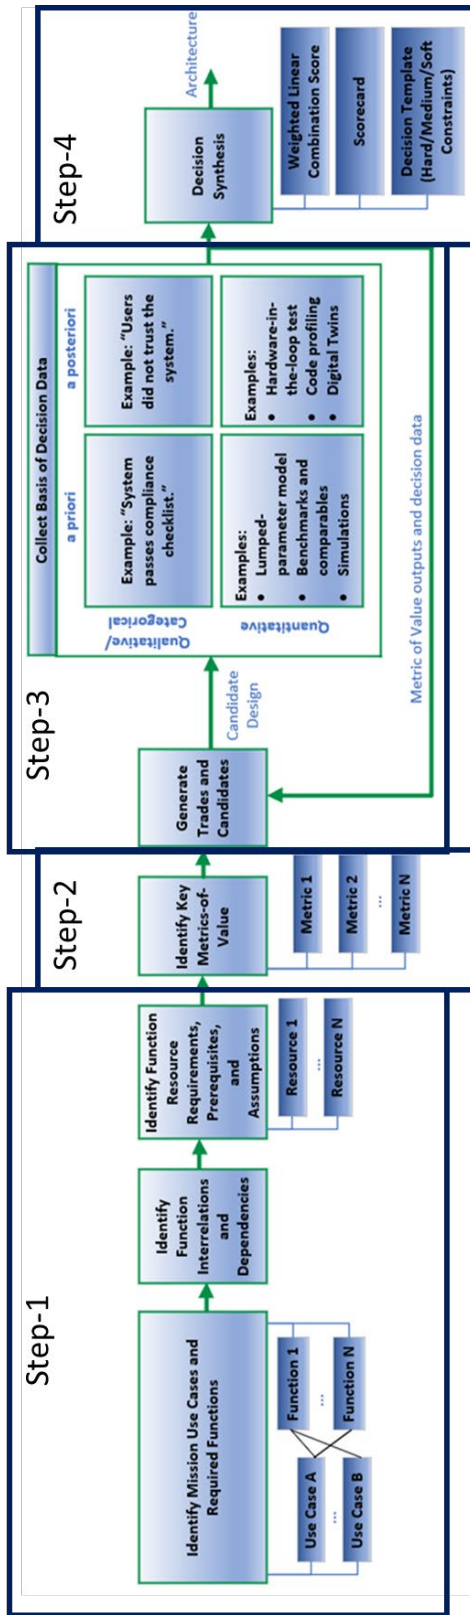 Step-1
Identify Mission Use Cases and
Required Functions
Use Case A
...
Use Case B
Function 1
...
Function N
Identify
Function
Interrelations
and
Dependencies
Identify Function
Resource
Requirements,
Prerequisites,
and
Assumptions
Resource 1
...
Resource N
Step-2
Identify Key
Metrics-of-
Value
Metric 1
Metric 2
...
Metric N
Step-3
Generate
Trades and
Candidates
Candidate
Design
Collect Basis of Decision Data
a priori
a posteriori
Qualitative/
Categorical
Example: “System
passes compliance
checklist.”
Example: “Users
did not trust the
system.”
Quantitative
Examples:
• Lumped-
parameter model
• Benchmarks and
comparables
• Simulations
Examples:
• Hardware-in-
the-loop test
• Code profiling
• Digital Twins
Metric of Value outputs and decision data
Step-4
Decision
Synthesis
Architecture
Weighted Linear
Combination Score
Scorecard
Decision Template
(Hard/Medium/Soft
Constraints)